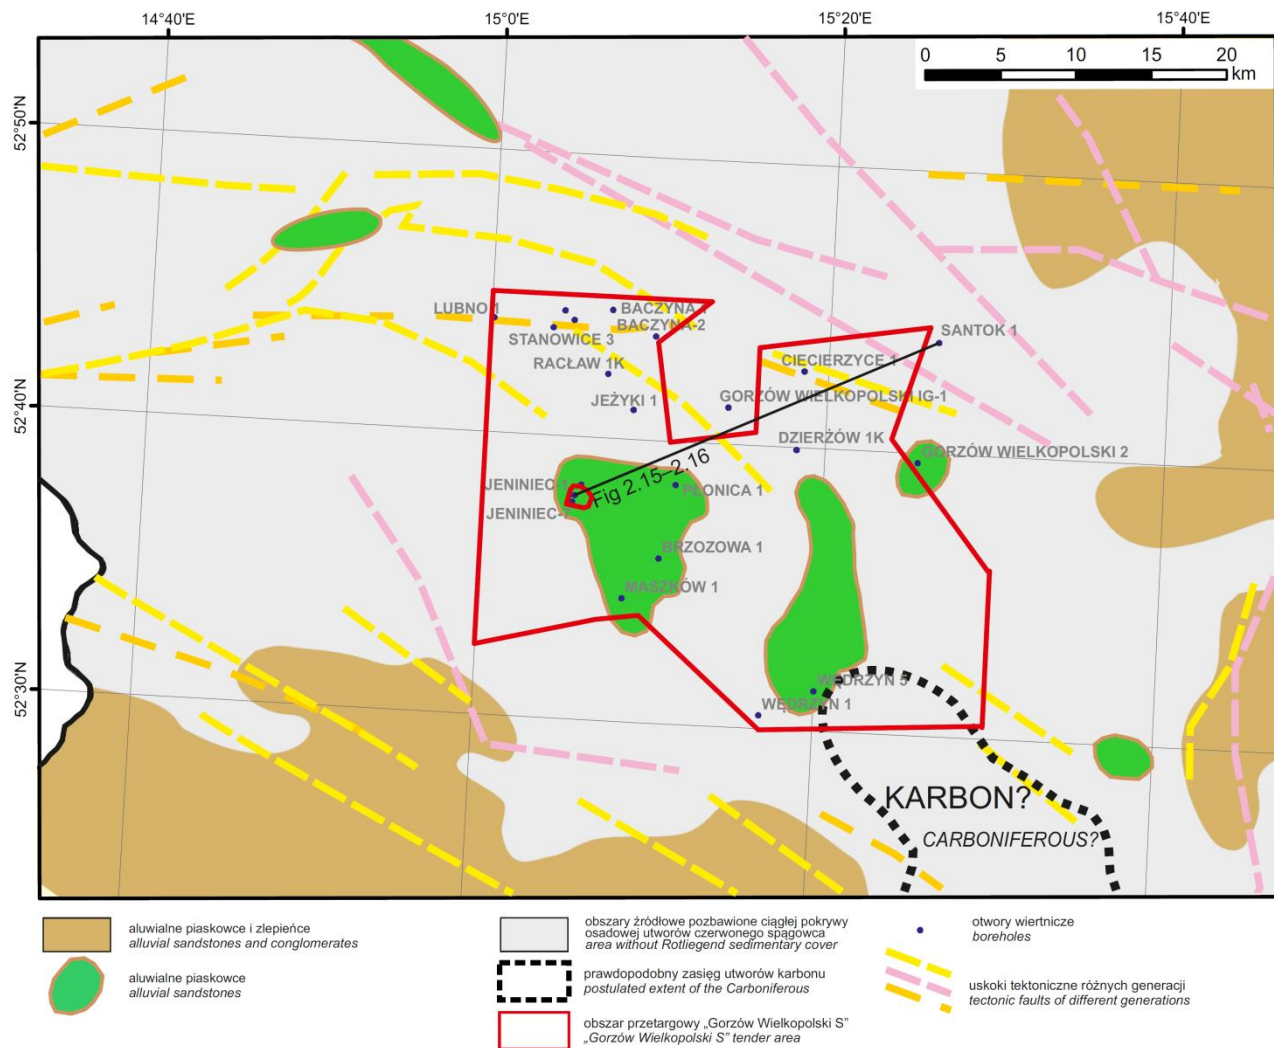 14°40'E
15°0'E
15°20'E
15°40'E
0
5
10
15
20
km
52°50'N
52°40'N
52°30'N
LUBNO 1
BACZYNA
BACZYNA-2
STANOWICE 3
SANTOK 1
RACŁAW 1K
CIECIERZYCE 1
JEŻYKI 1
GORZÓW WIELKOPOLSKI IG-1
DZIERŻÓW 1K
GORZÓW WIELKOPOLSKI 2
JENINIEC-
Fig 2.15–2.16
PŁONICA 1
JENINIEC-7
BRZOZOWA 1
MASZKÓW 1
WĘDRZYN 5
WĘDRZYN 1
KARBON?
CARBONIFEROUS?
aluwialne piaskowce i zlepieńce
alluvial sandstones and conglomerates
aluwialne piaskowce
alluvial sandstones
obszary źródłowe pozbawione ciągłej pokrywy
osadowej utworów czerwonego spągowca
area without Rotliegend sedimentary cover
prawdopodobny zasięg utworów karbonu
postulated extent of the Carboniferous
obszar przetargowy „Gorzów Wielkopolski S”
„Gorzów Wielkopolski S” tender area
otwory wiertnicze
boreholes
uskoki tektoniczne różnych generacji
tectonic faults of different generations